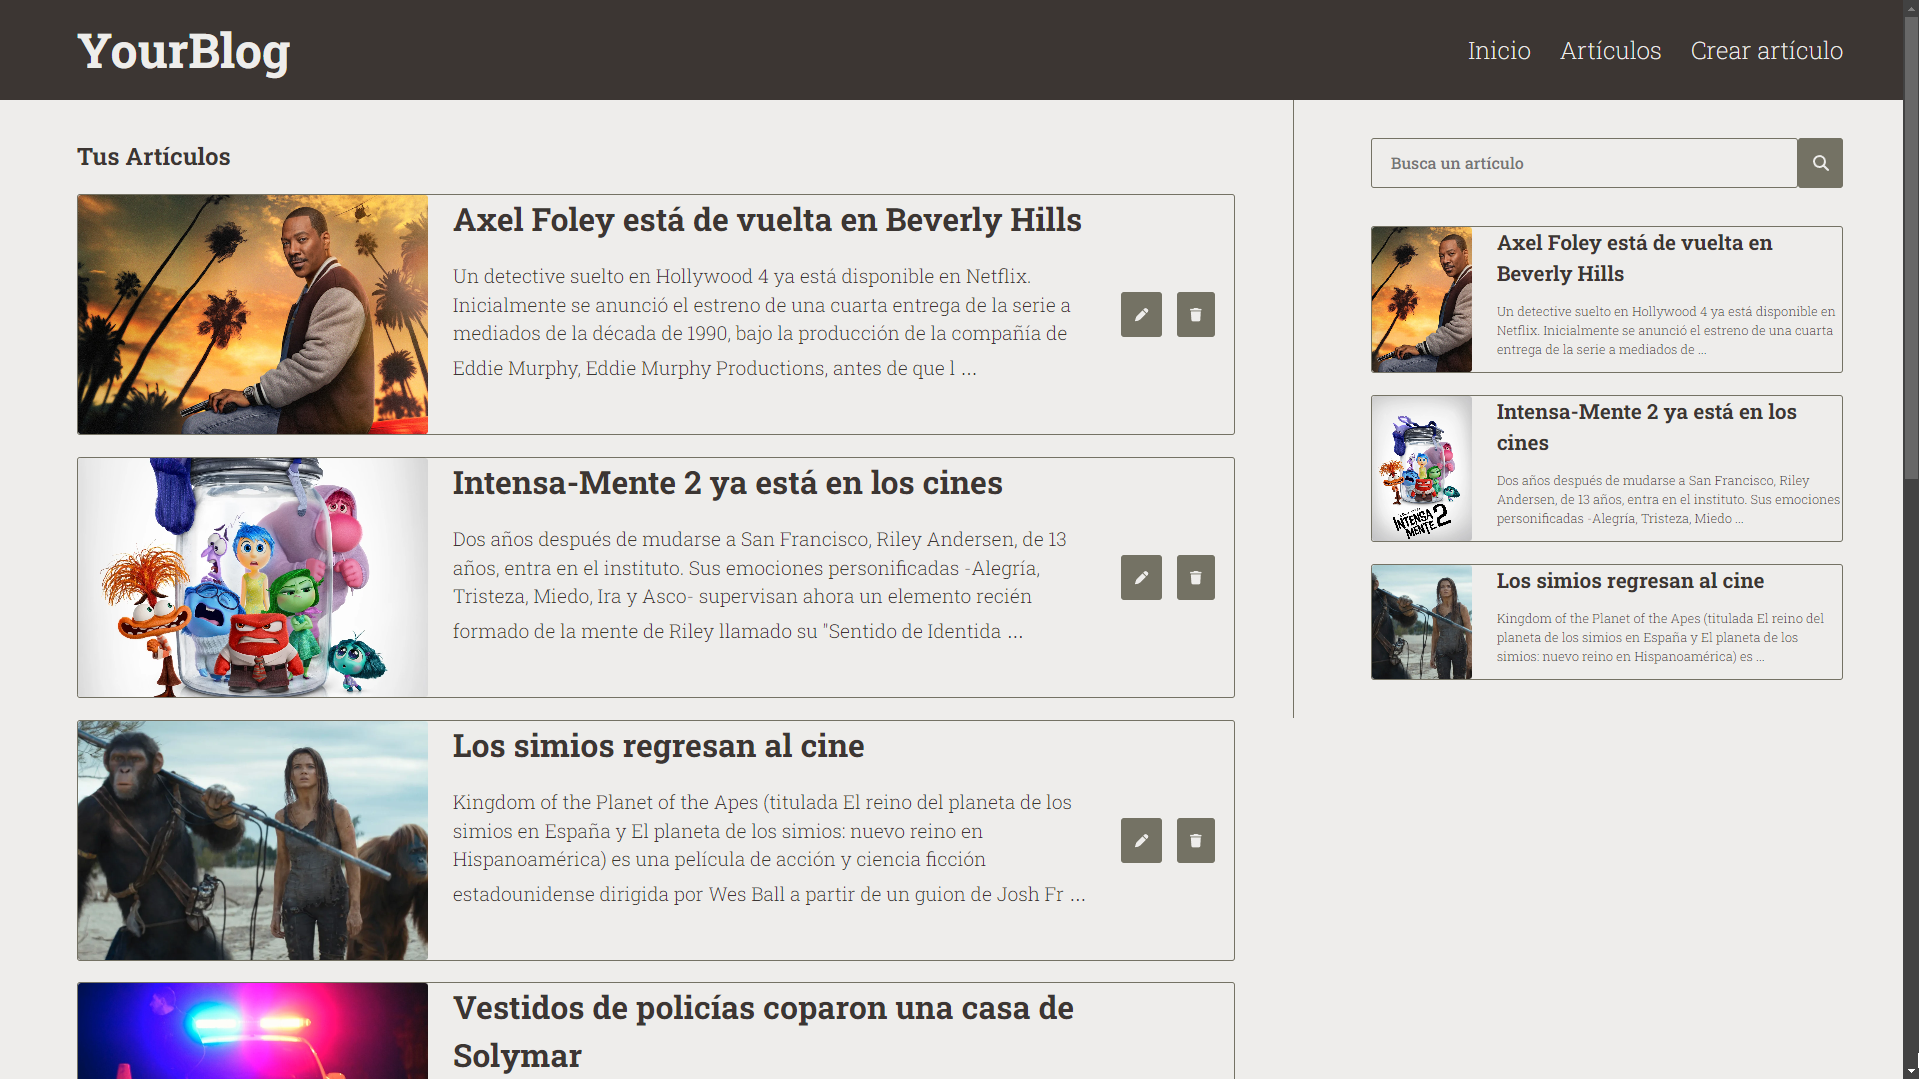 YourBlog
Inicio Artículos Crear artículo
Tus Artículos
Axel Foley está de vuelta en Beverly Hills
Un detective suelto en Hollywood 4 ya está disponible en Netflix.
Inicialmente se anunció el estreno de una cuarta entrega de la serie a
mediados de la década de 1990, bajo la producción de la compañía de
Eddie Murphy, Eddie Murphy Productions, antes de que l ...
Intensa-Mente 2 ya está en los cines
Dos años después de mudarse a San Francisco, Riley Andersen, de 13
años, entra en el instituto. Sus emociones personificadas -Alegría,
Tristeza, Miedo, Ira y Asco- supervisan ahora un elemento recién
formado de la mente de Riley llamado su "Sentido de Identida ...
Los simios regresan al cine
Kingdom of the Planet of the Apes (titulada El reino del planeta de los
simios en España y El planeta de los simios: nuevo reino en
Hispanoamérica) es una película de acción y ciencia ficción
estadounidense dirigida por Wes Ball a partir de un guion de Josh Fr ...
Vestidos de policías coparon una casa de
Solymar
Busca un artículo
Axel Foley está de vuelta en
Beverly Hills
Un detective suelto en Hollywood 4 ya está disponible en
Netflix. Inicialmente se anunció el estreno de una cuarta
entrega de la serie a mediados de ...
Intensa-Mente 2 ya está en los
cines
Dos años después de mudarse a San Francisco, Riley
Andersen, de 13 años, entra en el instituto. Sus emociones
personificadas -Alegría, Tristeza, Miedo ...
INTENSA
MENTE 2
Los simios regresan al cine
Kingdom of the Planet of the Apes (titulada El reino del
planeta de los simios en España y El planeta de los
simios: nuevo reino en Hispanoamérica) es ...